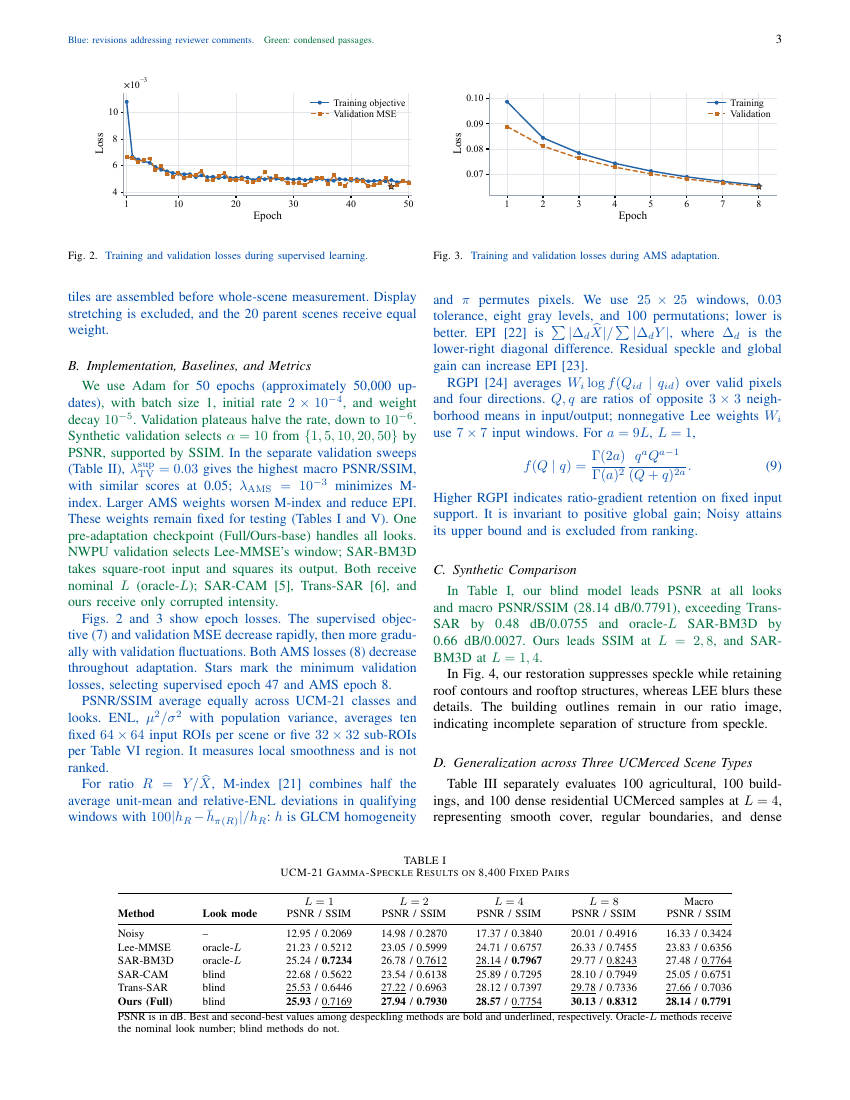 Blue: revisions addressing reviewer comments. Green: condensed passages.
3
×10⁻³
Loss
10
8
6
4
1 10 20 30 40 50
Epoch
Training objective
Validation MSE
Fig. 2. Training and validation losses during supervised learning.
Loss
0.10
0.09
0.08
0.07
1 2 3 4 5 6 7 8
Epoch
Training
Validation
Fig. 3. Training and validation losses during AMS adaptation.
tiles are assembled before whole-scene measurement. Display
stretching is excluded, and the 20 parent scenes receive equal
weight.
B. Implementation, Baselines, and Metrics
We use Adam for 50 epochs (approximately 50,000 up-
dates), with batch size 1, initial rate 2 × 10⁻⁴, and weight
decay 10⁻⁵. Validation plateaus halve the rate, down to 10⁻⁶.
Synthetic validation selects α = 10 from {1, 5, 10, 20, 50} by
PSNR, supported by SSIM. In the separate validation sweeps
(Table II), λ_TV^sup = 0.03 gives the highest macro PSNR/SSIM,
with similar scores at 0.05; λ_AMS = 10⁻³ minimizes M-
index. Larger AMS weights worsen M-index and reduce EPI.
These weights remain fixed for testing (Tables I and V). One
pre-adaptation checkpoint (Full/Ours-base) handles all looks.
NWPU validation selects Lee-MMSE's window; SAR-BM3D
takes square-root input and squares its output. Both receive
nominal L (oracle-L); SAR-CAM [5], Trans-SAR [6], and
ours receive only corrupted intensity.
Figs. 2 and 3 show epoch losses. The supervised objec-
tive (7) and validation MSE decrease rapidly, then more gradu-
ally with validation fluctuations. Both AMS losses (8) decrease
throughout adaptation. Stars mark the minimum validation
losses, selecting supervised epoch 47 and AMS epoch 8.
PSNR/SSIM average equally across UCM-21 classes and
looks. ENL, μ²/σ² with population variance, averages ten
fixed 64 × 64 input ROIs per scene or five 32 × 32 sub-ROIs
per Table VI region. It measures local smoothness and is not
ranked.
For ratio R = Y/X̂, M-index [21] combines half the
average unit-mean and relative-ENL deviations in qualifying
windows with 100|h_R − h̄_π(R)|/h_R: h is GLCM homogeneity
and π permutes pixels. We use 25 × 25 windows, 0.03
tolerance, eight gray levels, and 100 permutations; lower is
better. EPI [22] is ∑ |Δ_d X̂|/∑ |Δ_d Y|, where Δ_d is the
lower-right diagonal difference. Residual speckle and global
gain can increase EPI [23].
RGPI [24] averages W_i log f(Q_id | q_id) over valid pixels
and four directions. Q, q are ratios of opposite 3 × 3 neigh-
borhood means in input/output; nonnegative Lee weights W_i
use 7 × 7 input windows. For a = 9L, L = 1,
f(Q | q) = Γ(2a)/Γ(a)² q^a Q^(a−1)/(Q + q)^(2a). (9)
Higher RGPI indicates ratio-gradient retention on fixed input
support. It is invariant to positive global gain; Noisy attains
its upper bound and is excluded from ranking.
C. Synthetic Comparison
In Table I, our blind model leads PSNR at all looks
and macro PSNR/SSIM (28.14 dB/0.7791), exceeding Trans-
SAR by 0.48 dB/0.0755 and oracle-L SAR-BM3D by
0.66 dB/0.0027. Ours leads SSIM at L = 2, 8, and SAR-
BM3D at L = 1, 4.
In Fig. 4, our restoration suppresses speckle while retaining
roof contours and rooftop structures, whereas LEE blurs these
details. The building outlines remain in our ratio image,
indicating incomplete separation of structure from speckle.
D. Generalization across Three UCMerced Scene Types
Table III separately evaluates 100 agricultural, 100 build-
ings, and 100 dense residential UCMerced samples at L = 4,
representing smooth cover, regular boundaries, and dense
TABLE I
UCM-21 GAMMA-SPECKLE RESULTS ON 8,400 FIXED PAIRS
L = 1 L = 2 L = 4 L = 8 Macro
Method Look mode PSNR / SSIM PSNR / SSIM PSNR / SSIM PSNR / SSIM PSNR / SSIM
Noisy – 12.95 / 0.2069 14.98 / 0.2870 17.37 / 0.3840 20.01 / 0.4916 16.33 / 0.3424
Lee-MMSE oracle-L 21.23 / 0.5212 23.05 / 0.5999 24.71 / 0.6757 26.33 / 0.7455 23.83 / 0.6356
SAR-BM3D oracle-L 25.24 / 0.7234 26.78 / 0.7612 28.14 / 0.7967 29.77 / 0.8243 27.48 / 0.7764
SAR-CAM blind 22.68 / 0.5622 23.54 / 0.6138 25.89 / 0.7295 28.10 / 0.7949 25.05 / 0.6751
Trans-SAR blind 25.53 / 0.6446 27.22 / 0.6963 28.12 / 0.7397 29.78 / 0.7336 27.66 / 0.7036
Ours (Full) blind 25.93 / 0.7169 27.94 / 0.7930 28.57 / 0.7754 30.13 / 0.8312 28.14 / 0.7791
PSNR is in dB. Best and second-best values among despeckling methods are bold and underlined, respectively. Oracle-L methods receive
the nominal look number; blind methods do not.